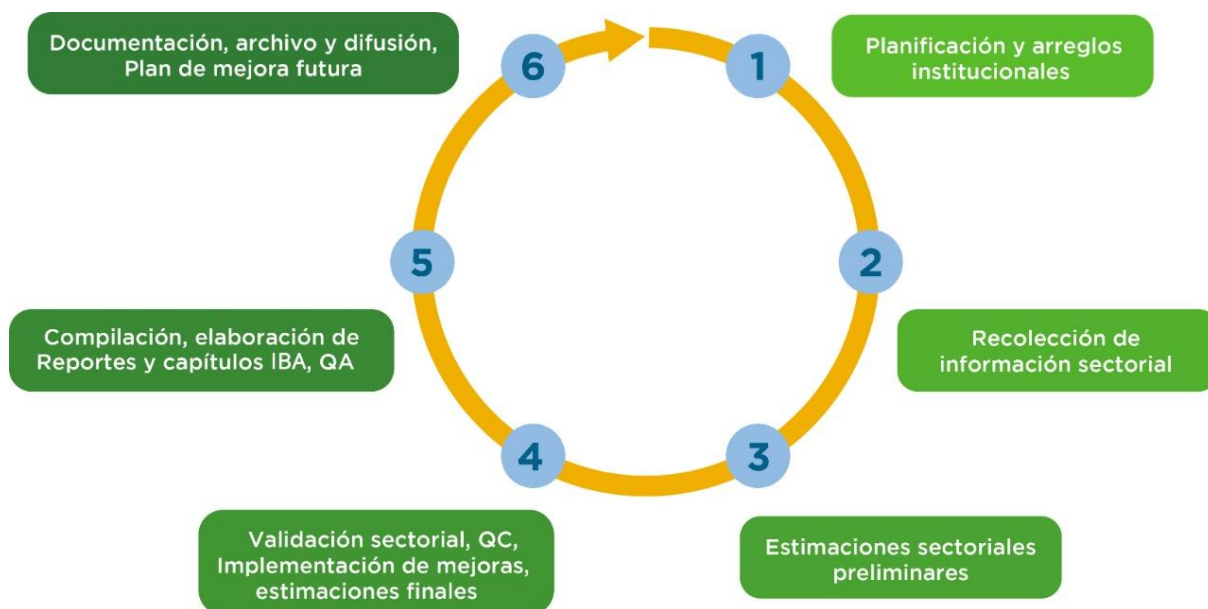 1
Planificación y arreglos
institucionales
2
Recolección de
información sectorial
3
Estimaciones sectoriales
preliminares
4
Validación sectorial, QC,
Implementación de mejoras,
estimaciones finales
5
Compilación, elaboración de
Reportes y capítulos IBA, QA
6
Documentación, archivo y difusión,
Plan de mejora futura